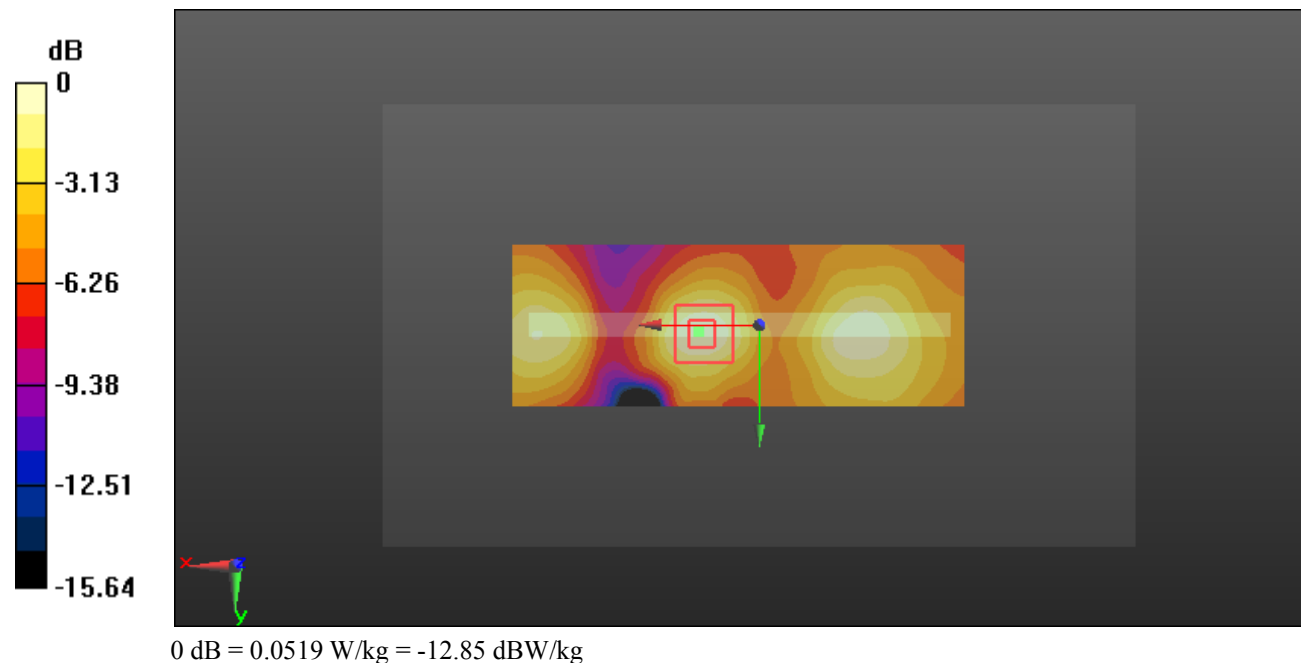 dB
0
-3.13
-6.26
-9.38
-12.51
-15.64
x
z
y
0 dB = 0.0519 W/kg = -12.85 dBW/kg